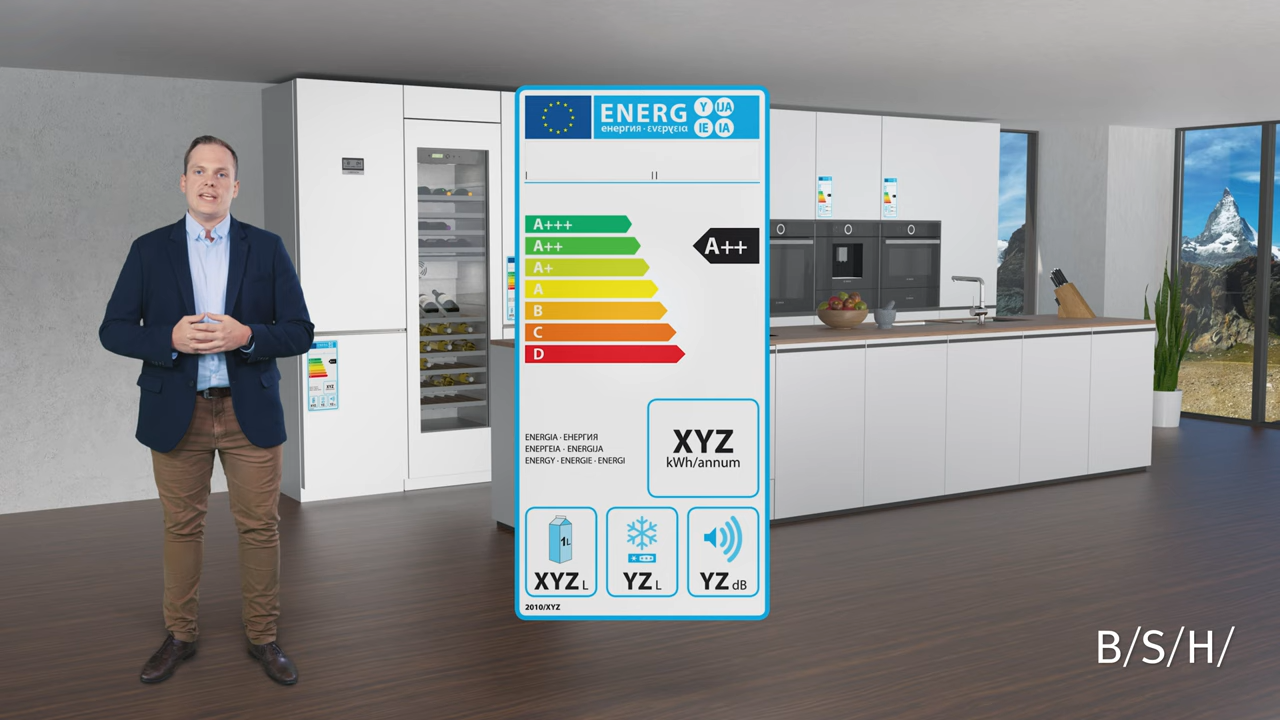 ENERG Y IJA
енергия · ενεργεια IE IA
I II
A+++
A++
A++
A+
A
B
C
D
XYZ
kWh/annum
ENERGIA · ЕНЕРГИЯ
ΕΝΕΡΓΕΙΑ · ENERGIJA
ENERGY · ENERGIE · ENERGI
1L
XYZ L
YZ L
YZ dB
2010/XYZ
B/S/H/